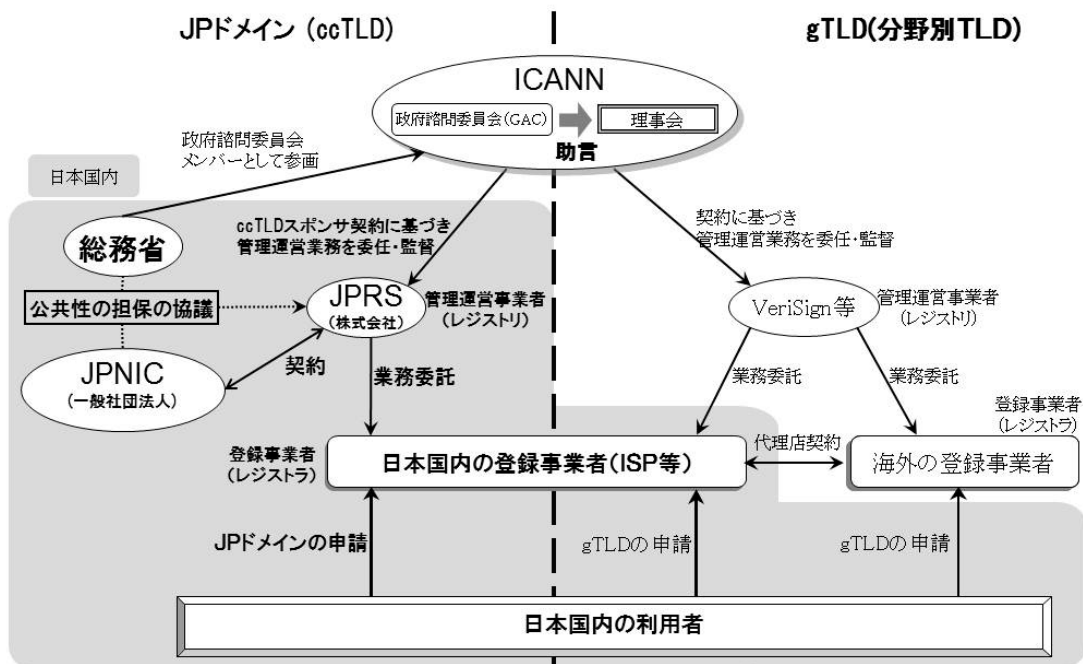 JPドメイン (ccTLD)
gTLD(分野別TLD)
ICANN
政府諮問委員会(GAC)
理事会
助言
政府諮問委員会
メンバーとして参画
日本国内
総務省
ccTLDスポンサ契約に基づき
管理運営業務を委任・監督
契約に基づき
管理運営業務を委任・監督
公共性の担保の協議
JPRS
(株式会社)
管理運営事業者
(レジストリ)
VeriSign等
管理運営事業者
(レジストリ)
JPNIC
(一般社団法人)
契約
業務委託
業務委託
業務委託
登録事業者
(レジストラ)
日本国内の登録事業者(ISP等)
代理店契約
登録事業者
(レジストラ)
海外の登録事業者
JPドメインの申請
gTLDの申請
gTLDの申請
日本国内の利用者